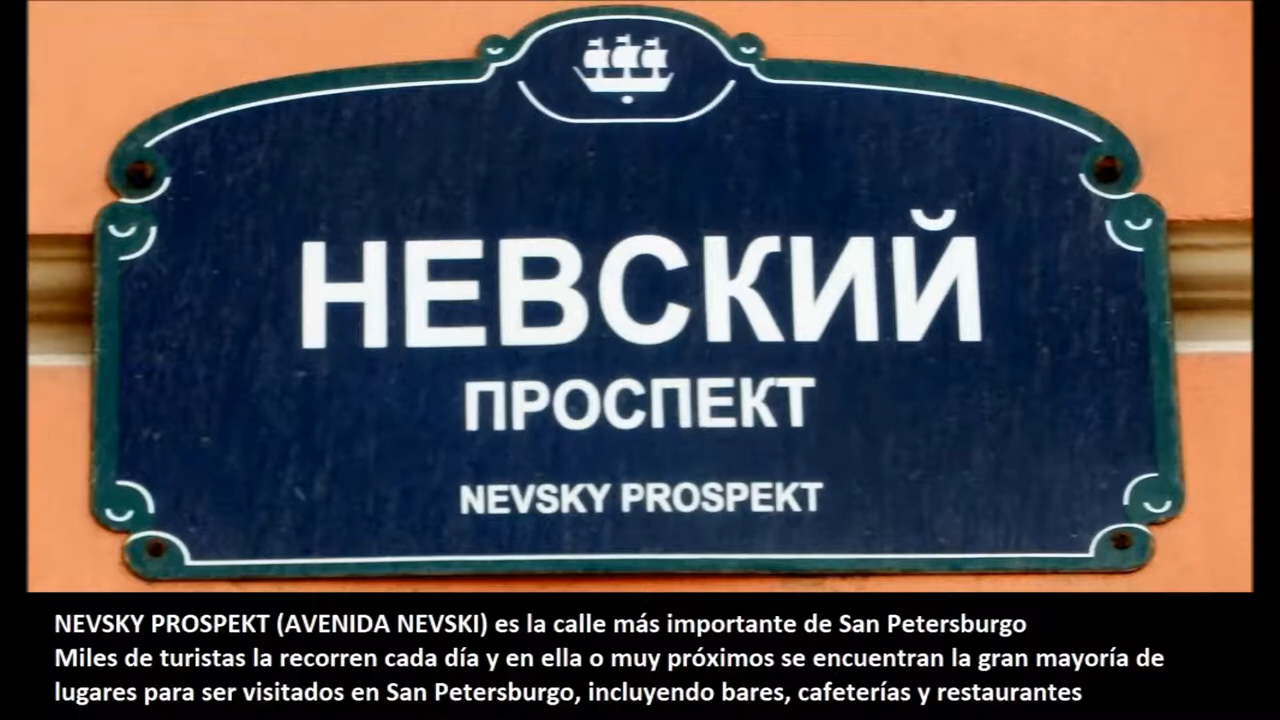 НЕВСКИЙ
ПРОСПЕКТ
NEVSKY PROSPEKT
NEVSKY PROSPEKT (AVENIDA NEVSKI) es la calle más importante de San Petersburgo
Miles de turistas la recorren cada día y en ella o muy próximos se encuentran la gran mayoría de
lugares para ser visitados en San Petersburgo, incluyendo bares, cafeterías y restaurantes